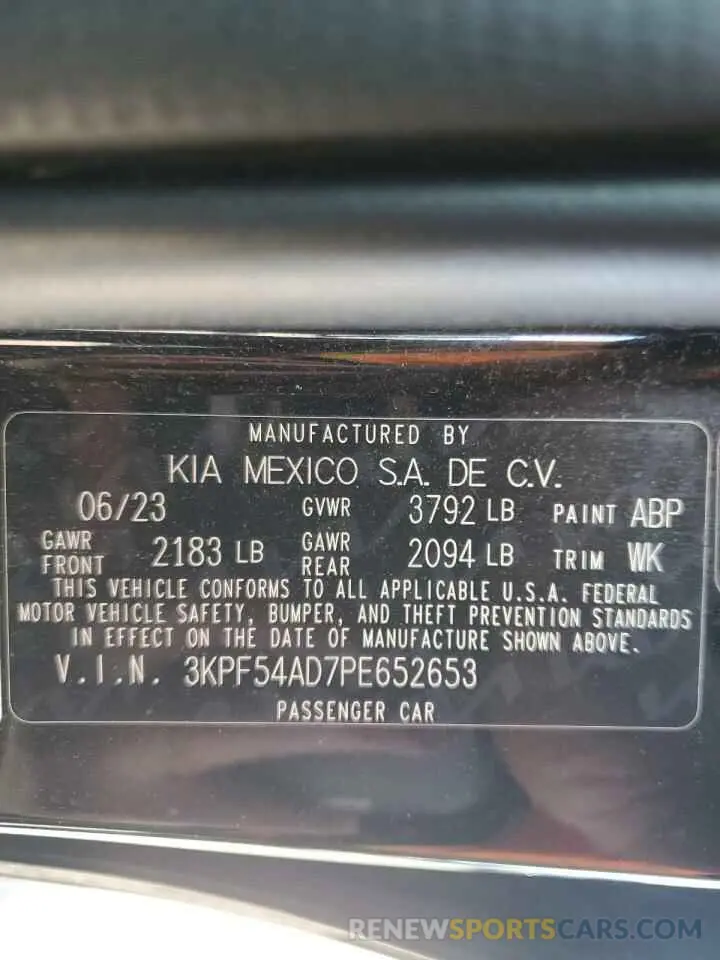 MANUFACTURED BY
KIA MEXICO S.A. DE C.V.
06/23 GVWR 3792 LB PAINT ABP
GAWR FRONT 2183 LB GAWR REAR 2094 LB TRIM WK
THIS VEHICLE CONFORMS TO ALL APPLICABLE U.S.A. FEDERAL
MOTOR VEHICLE SAFETY, BUMPER, AND THEFT PREVENTION STANDARDS
IN EFFECT ON THE DATE OF MANUFACTURE SHOWN ABOVE.
V.I.N. 3KPF54AD7PE652653
PASSENGER CAR
RENEWSPORTSCARS.COM